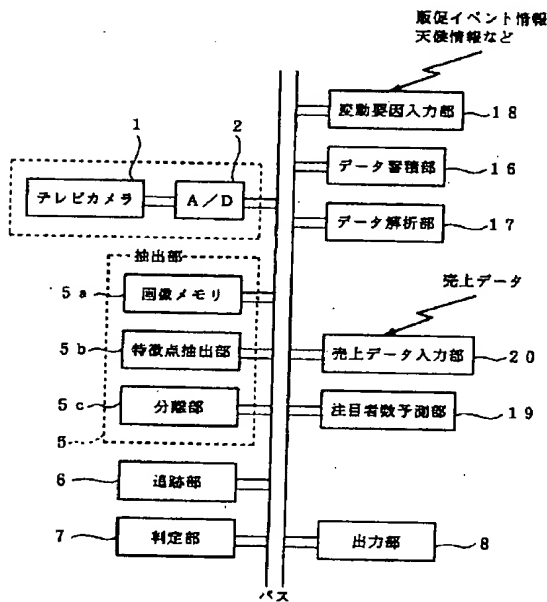 販促イベント情報
天候情報など
変動要因入力部
18
1
2
テレビカメラ
A/D
データ蓄積部
16
データ解析部
17
抽出部
5a
画像メモリ
売上データ
5b
特徴点抽出部
売上データ入力部
20
5c
分離部
注目者数予測部
19
5
6
追跡部
7
判定部
出力部
8
バス